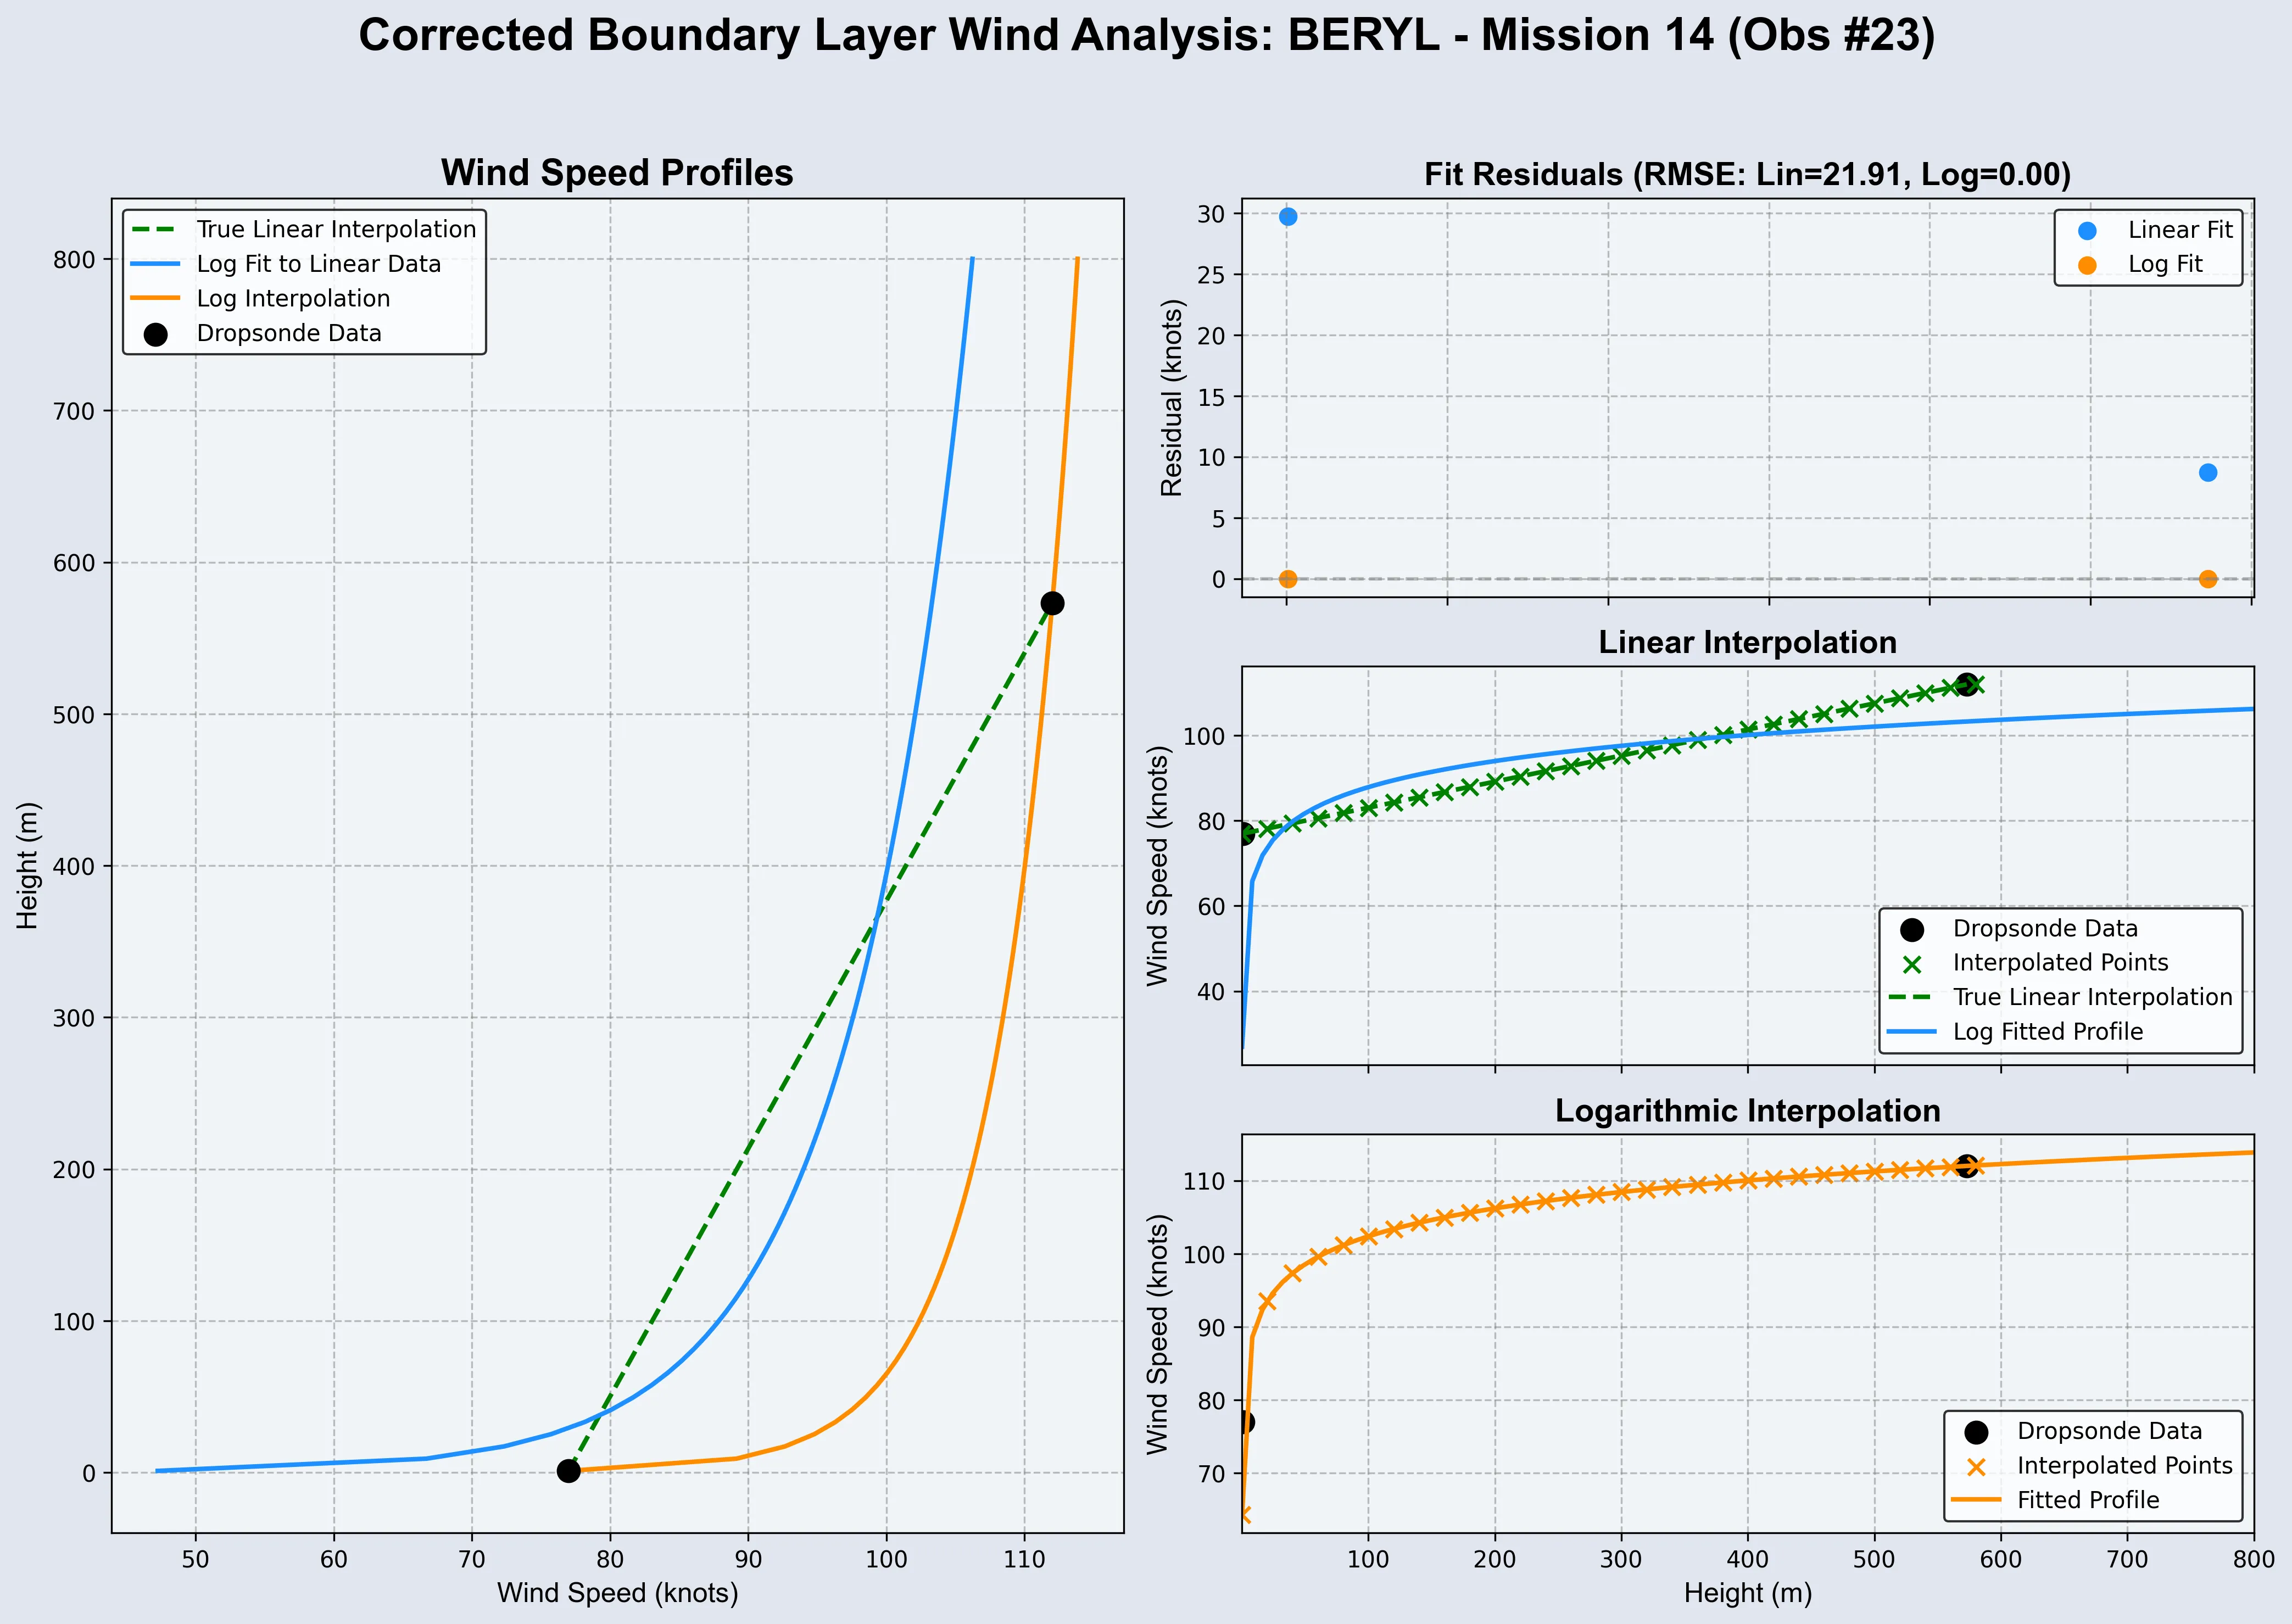 Corrected Boundary Layer Wind Analysis: BERYL - Mission 14 (Obs #23)
Wind Speed Profiles
True Linear Interpolation
Log Fit to Linear Data
Log Interpolation
Dropsonde Data
800
700
600
500
400
300
200
100
0
Height (m)
50 60 70 80 90 100 110
Wind Speed (knots)
Fit Residuals (RMSE: Lin=21.91, Log=0.00)
Linear Fit
Log Fit
30
25
20
15
10
5
0
Residual (knots)
Linear Interpolation
100
80
60
40
Wind Speed (knots)
Dropsonde Data
Interpolated Points
True Linear Interpolation
Log Fitted Profile
Logarithmic Interpolation
110
100
90
80
70
Wind Speed (knots)
Dropsonde Data
Interpolated Points
Fitted Profile
100 200 300 400 500 600 700 800
Height (m)